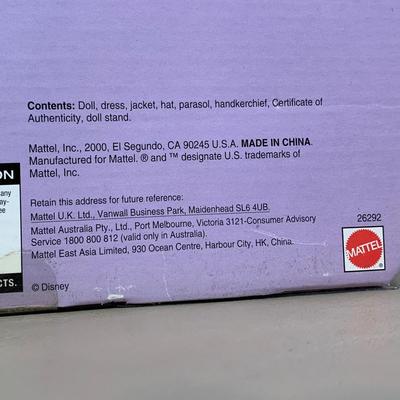 Contents: Doll, dress, jacket, hat, parasol, handkerchief, Certificate of
Authenticity, doll stand.
Mattel, Inc., 2000, El Segundo, CA 90245 U.S.A. MADE IN CHINA.
Manufactured for Mattel. ® and ™ designate U.S. trademarks of
Mattel, Inc.
ON
any
ay-
ee
Retain this address for future reference:
Mattel U.K. Ltd., Vanwall Business Park, Maidenhead SL6 4UB.
Mattel Australia Pty., Ltd., Port Melbourne, Victoria 3121-Consumer Advisory
Service 1800 800 812 (valid only in Australia).
Mattel East Asia Limited, 930 Ocean Centre, Harbour City, HK, China.
26292
MATTEL
®
CTS.
© Disney